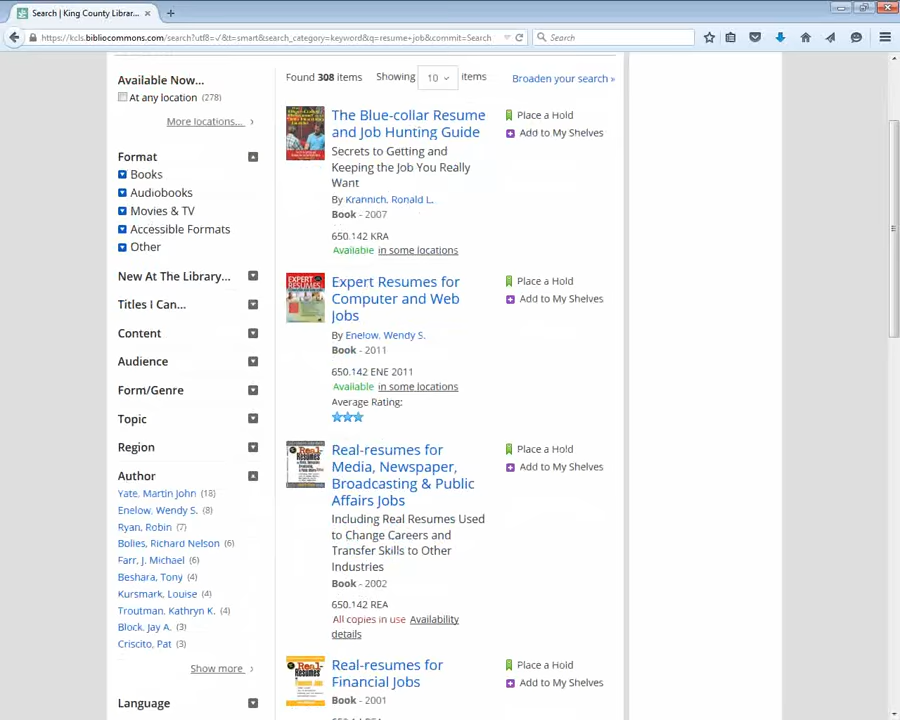 Search | King County Librar...
https://kcls.bibliocommons.com/search?utf8=✓&t=smart&search_category=keyword&q=resume+job&commit=Search
Search
Available Now...
At any location (278)
More locations...
Format
Books
Audiobooks
Movies & TV
Accessible Formats
Other
New At The Library...
Titles I Can...
Content
Audience
Form/Genre
Topic
Region
Author
Yate, Martin John (18)
Enelow, Wendy S. (8)
Ryan, Robin (7)
Bolles, Richard Nelson (6)
Farr, J. Michael (6)
Beshara, Tony (4)
Kursmark, Louise (4)
Troutman, Kathryn K. (4)
Block, Jay A. (3)
Criscito, Pat (3)
Show more
Language
Found 308 items Showing 10 items Broaden your search »
The Blue-collar Resume
and Job Hunting Guide
Secrets to Getting and
Keeping the Job You Really
Want
By Krannich, Ronald L.
Book - 2007
650.142 KRA
Available in some locations
Place a Hold
Add to My Shelves
Expert Resumes for
Computer and Web
Jobs
By Enelow, Wendy S.
Book - 2011
650.142 ENE 2011
Available in some locations
Average Rating:
Place a Hold
Add to My Shelves
Real-resumes for
Media, Newspaper,
Broadcasting & Public
Affairs Jobs
Including Real Resumes Used
to Change Careers and
Transfer Skills to Other
Industries
Book - 2002
650.142 REA
All copies in use Availability
details
Place a Hold
Add to My Shelves
Real-resumes for
Financial Jobs
Book - 2001
Place a Hold
Add to My Shelves